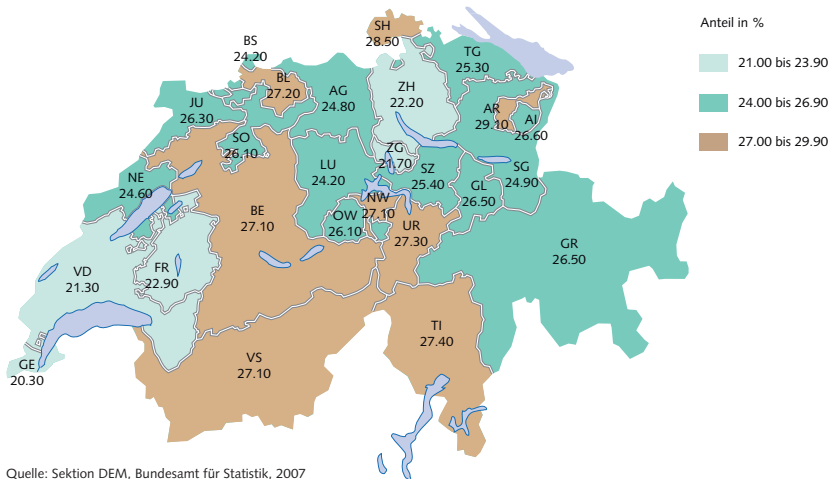 SH
28.50
BS
24.20
TG
25.30
BL
27.20
AG
24.80
ZH
22.20
JU
26.30
AR
29.10
AI
26.60
SO
26.10
ZG
21.70
LU
24.20
SZ
25.40
SG
24.90
NE
24.60
GL
26.50
NW
27.10
BE
27.10
OW
26.10
UR
27.30
GR
26.50
VD
21.30
FR
22.90
TI
27.40
VS
27.10
GE
20.30
Anteil in %
21.00 bis 23.90
24.00 bis 26.90
27.00 bis 29.90
Quelle: Sektion DEM, Bundesamt für Statistik, 2007